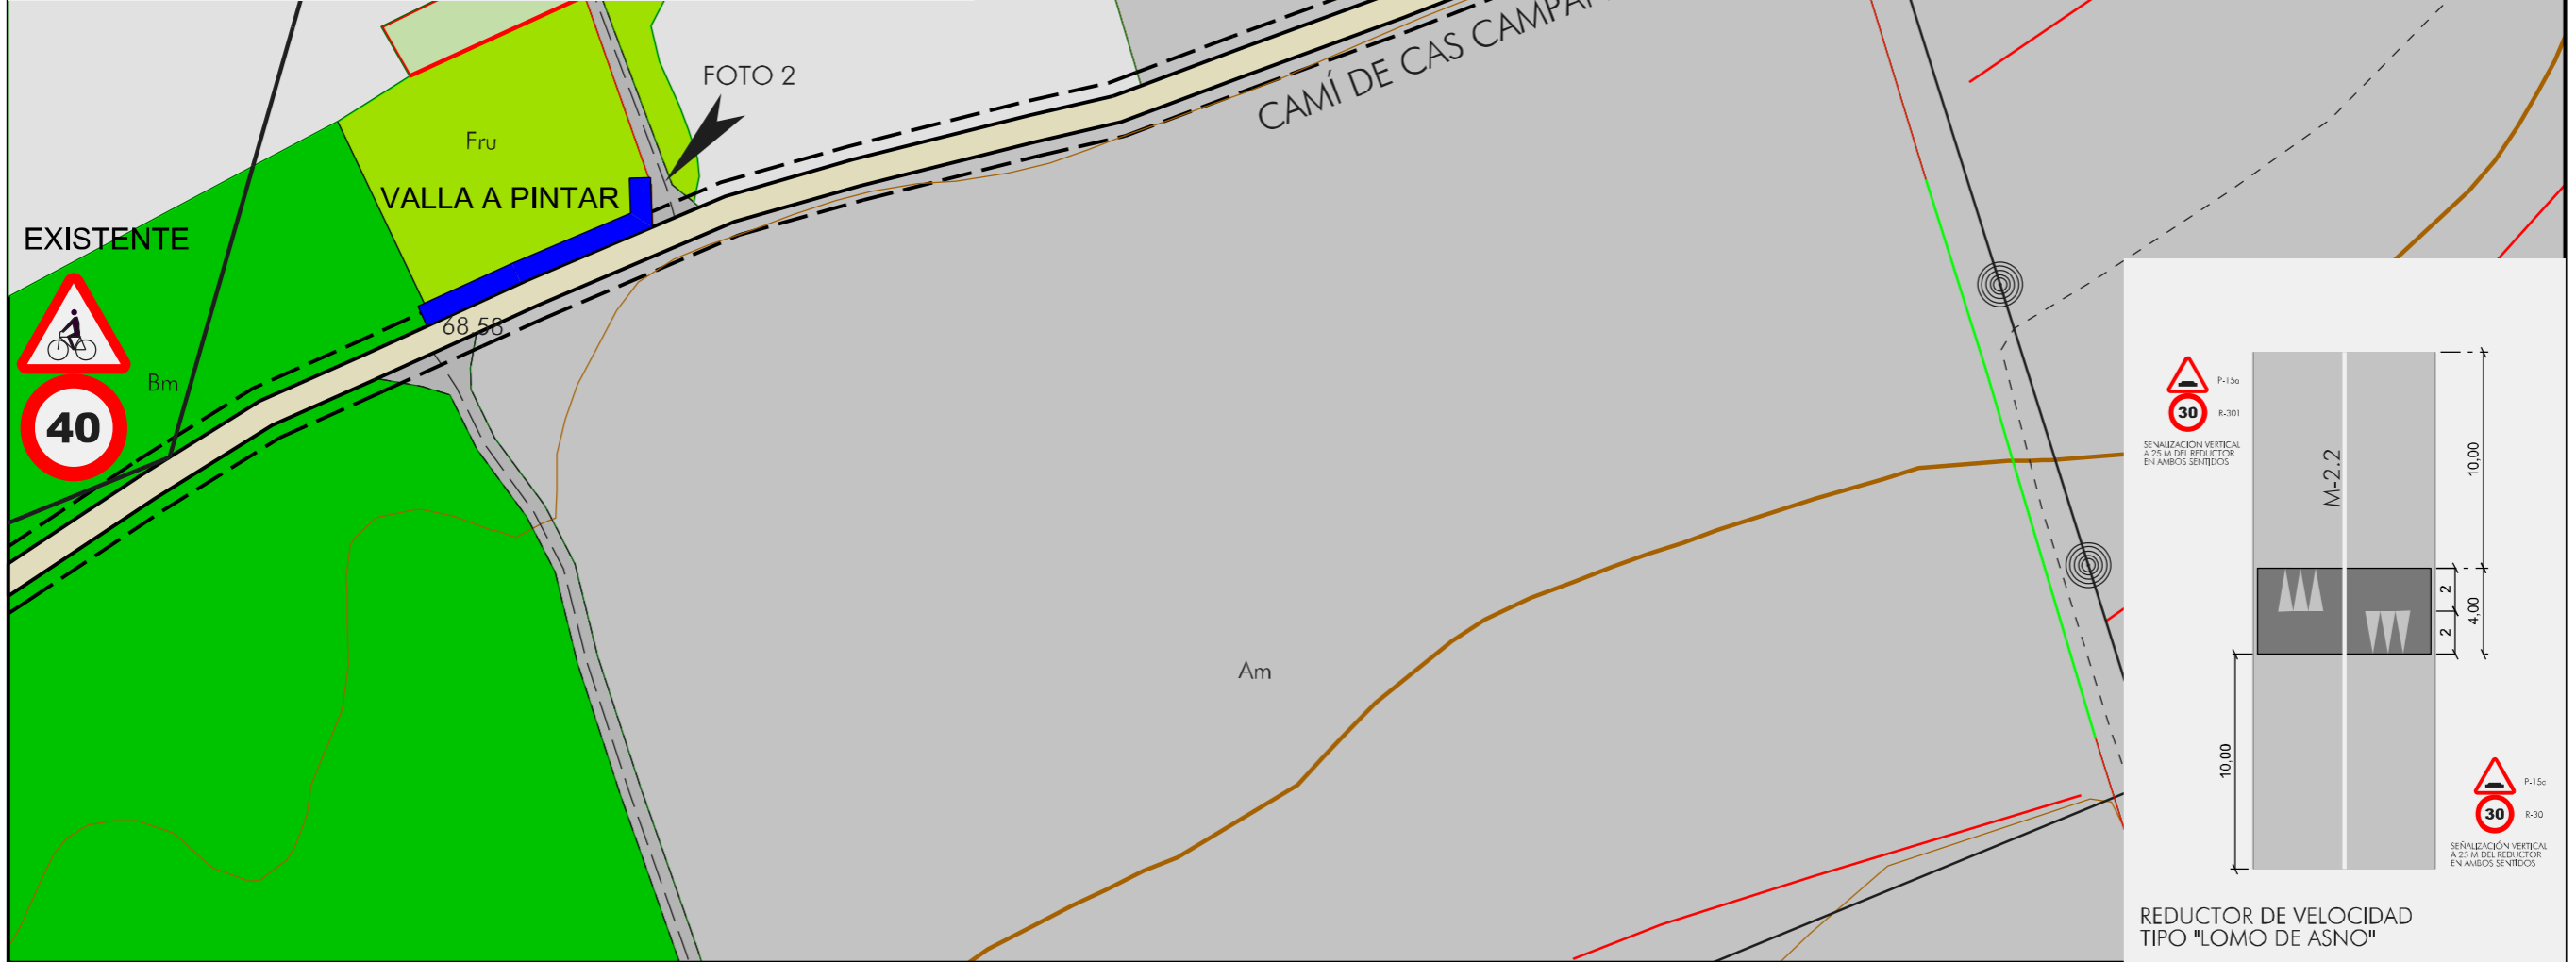 FOTO 2
CAMÍ DE CAS
Fru
VALLA A PINTAR
EXISTENTE
68,58
Bm
40
Am
P-15a
30
R-301
SEÑALIZACIÓN VERTICAL
A 25 M DEL REDUCTOR
EN AMBOS SENTIDOS
M-2.2
10,00
2
2
4,00
10,00
P-15a
30
R-30
SEÑALIZACIÓN VERTICAL
A 25 M DEL REDUCTOR
EN AMBOS SENTIDOS
REDUCTOR DE VELOCIDAD
TIPO "LOMO DE ASNO"